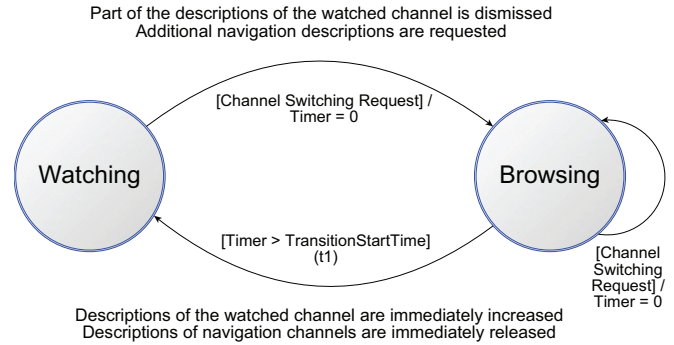 Part of the descriptions of the watched channel is dismissed
Additional navigation descriptions are requested
[Channel Switching Request] /
Timer = 0
Watching
Browsing
[Timer > TransitionStartTime]
(t1)
[Channel
Switching
Request] /
Timer = 0
Descriptions of the watched channel are immediately increased
Descriptions of navigation channels are immediately released